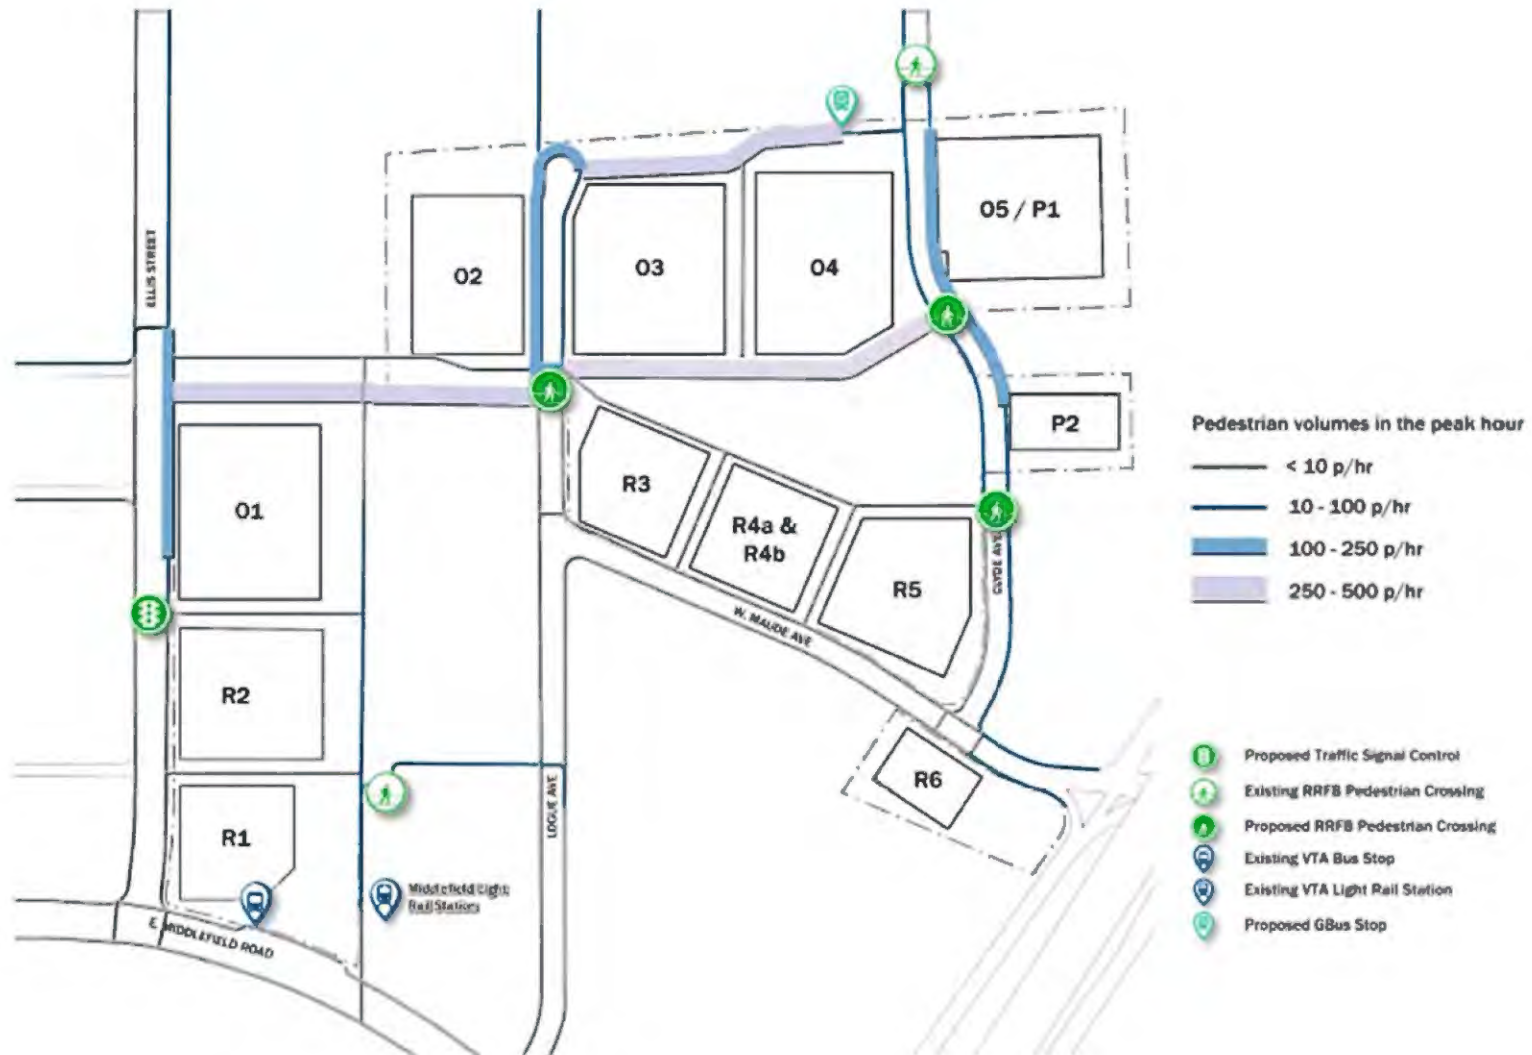 ELLIS STREET
O2
O3
O4
O5 / P1
P2
O1
R3
R4a &
R4b
R5
CLYDE AVE
W. MAUDE AVE
R2
R1
R6
LOGUE AVE
Middlefield Light
Rail Station
E. MIDDLEFIELD ROAD
Pedestrian volumes in the peak hour
< 10 p/hr
10 - 100 p/hr
100 - 250 p/hr
250 - 500 p/hr
Proposed Traffic Signal Control
Existing RRFB Pedestrian Crossing
Proposed RRFB Pedestrian Crossing
Existing VTA Bus Stop
Existing VTA Light Rail Station
Proposed GBus Stop